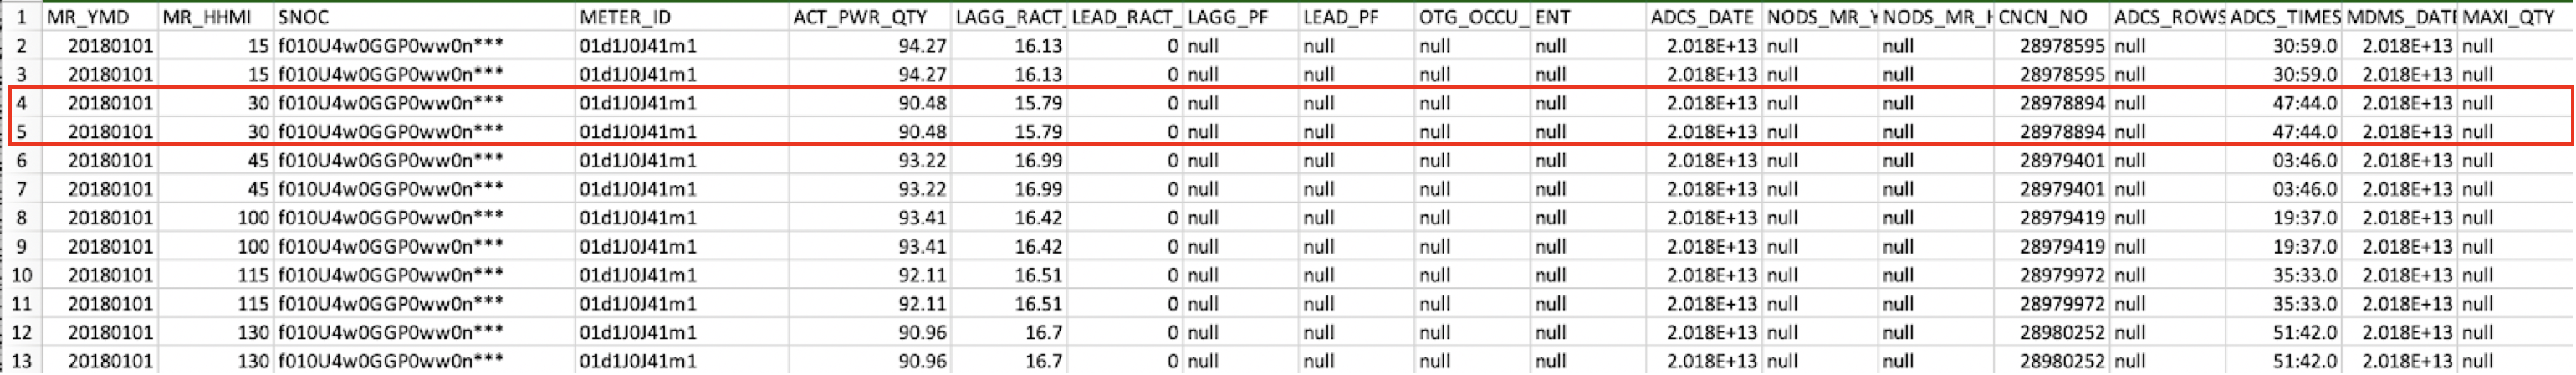 1 MR_YMD MR_HHMI SNOC METER_ID ACT_PWR_QTY LAGG_RACT_ LEAD_RACT_ LAGG_PF LEAD_PF OTG_OCCU_ ENT ADCS_DATE NODS_MR_Y NODS_MR_H CNCN_NO ADCS_ROWS ADCS_TIMES MDMS_DATE MAXI_QTY
2 20180101 15 f010U4w0GGP0ww0n*** 01d1J0J41m1 94.27 16.13 0 null null null null 2.018E+13 null null 28978595 null 30:59.0 2.018E+13 null
3 20180101 15 f010U4w0GGP0ww0n*** 01d1J0J41m1 94.27 16.13 0 null null null null 2.018E+13 null null 28978595 null 30:59.0 2.018E+13 null
4 20180101 30 f010U4w0GGP0ww0n*** 01d1J0J41m1 90.48 15.79 0 null null null null 2.018E+13 null null 28978894 null 47:44.0 2.018E+13 null
5 20180101 30 f010U4w0GGP0ww0n*** 01d1J0J41m1 90.48 15.79 0 null null null null 2.018E+13 null null 28978894 null 47:44.0 2.018E+13 null
6 20180101 45 f010U4w0GGP0ww0n*** 01d1J0J41m1 93.22 16.99 0 null null null null 2.018E+13 null null 28979401 null 03:46.0 2.018E+13 null
7 20180101 45 f010U4w0GGP0ww0n*** 01d1J0J41m1 93.22 16.99 0 null null null null 2.018E+13 null null 28979401 null 03:46.0 2.018E+13 null
8 20180101 100 f010U4w0GGP0ww0n*** 01d1J0J41m1 93.41 16.42 0 null null null null 2.018E+13 null null 28979419 null 19:37.0 2.018E+13 null
9 20180101 100 f010U4w0GGP0ww0n*** 01d1J0J41m1 93.41 16.42 0 null null null null 2.018E+13 null null 28979419 null 19:37.0 2.018E+13 null
10 20180101 115 f010U4w0GGP0ww0n*** 01d1J0J41m1 92.11 16.51 0 null null null null 2.018E+13 null null 28979972 null 35:33.0 2.018E+13 null
11 20180101 115 f010U4w0GGP0ww0n*** 01d1J0J41m1 92.11 16.51 0 null null null null 2.018E+13 null null 28979972 null 35:33.0 2.018E+13 null
12 20180101 130 f010U4w0GGP0ww0n*** 01d1J0J41m1 90.96 16.7 0 null null null null 2.018E+13 null null 28980252 null 51:42.0 2.018E+13 null
13 20180101 130 f010U4w0GGP0ww0n*** 01d1J0J41m1 90.96 16.7 0 null null null null 2.018E+13 null null 28980252 null 51:42.0 2.018E+13 null